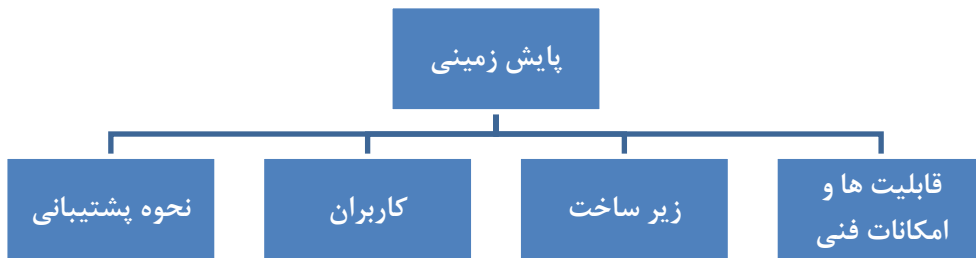 پایش زمینی
قابلیت ها و
امکانات فنی
زیر ساخت
کاربران
نحوه پشتیبانی